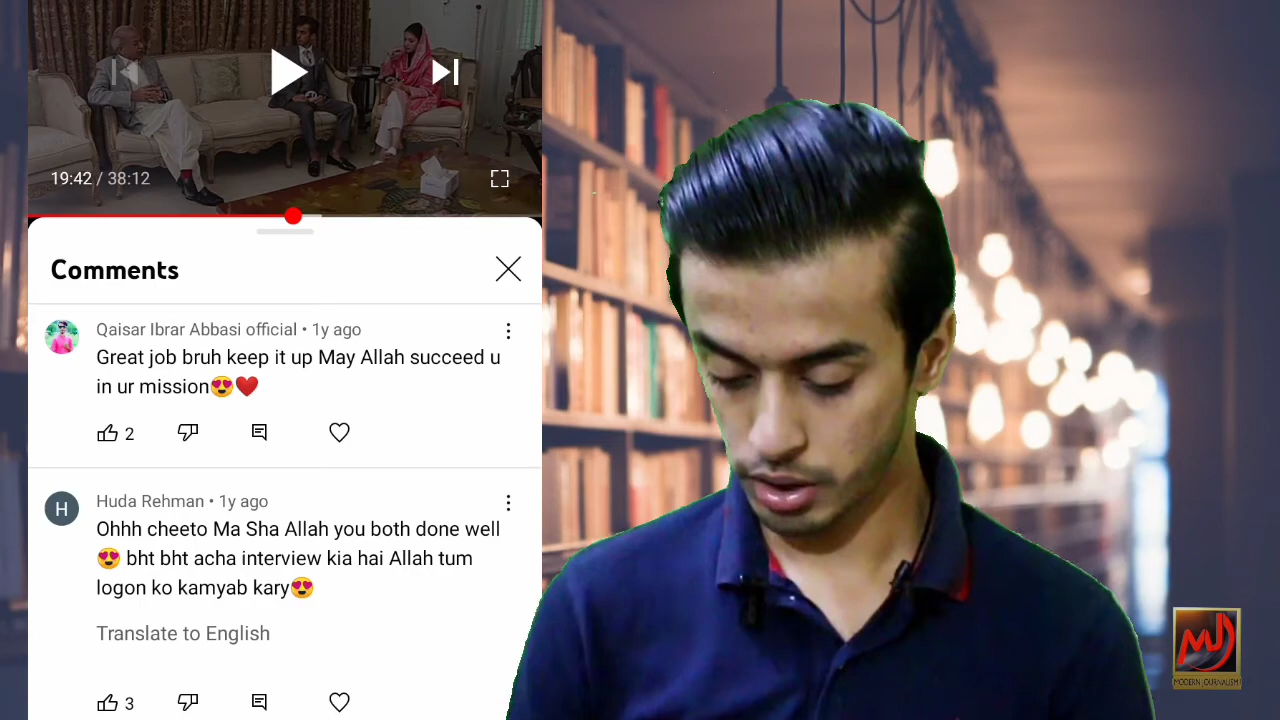 19:42 / 38:12
Comments
Qaisar Ibrar Abbasi official • 1y ago
Great job bruh keep it up May Allah succeed u
in ur mission😍❤️
2
H
Huda Rehman • 1y ago
Ohhh cheeto Ma Sha Allah you both done well
😍 bht bht acha interview kia hai Allah tum
logon ko kamyab kary😍
Translate to English
3
MJ
MODERN JOURNALISM